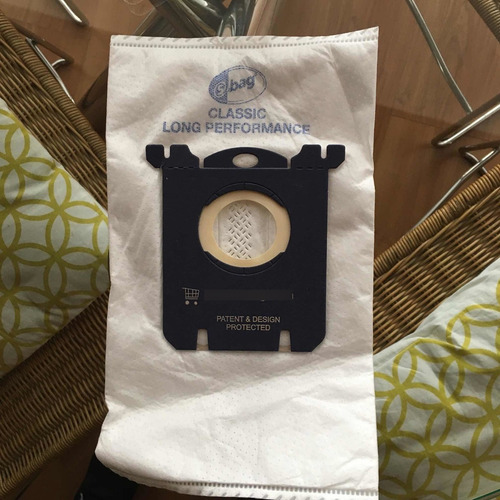 s-bag
CLASSIC
LONG PERFORMANCE
PATENT & DESIGN
PROTECTED